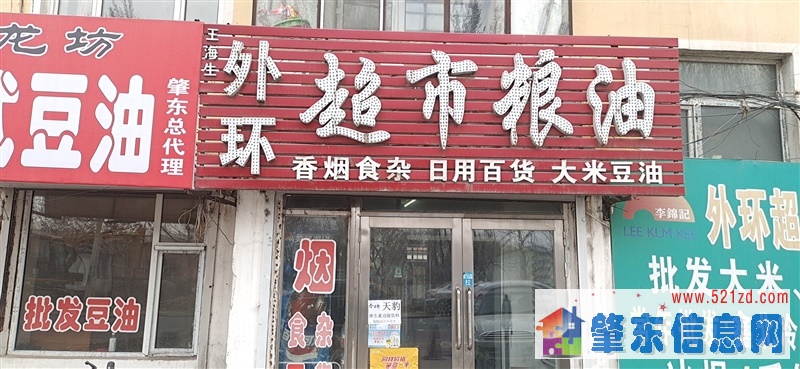 龙坊
豆油
肇东总代理
批发豆油
王海生
外环
超市粮油
香烟食杂 日用百货 大米豆油
烟
食杂
天豹
李錦記
LEE KUM KEE
外环超
批发大米
www.521zd.com
肇东信息网